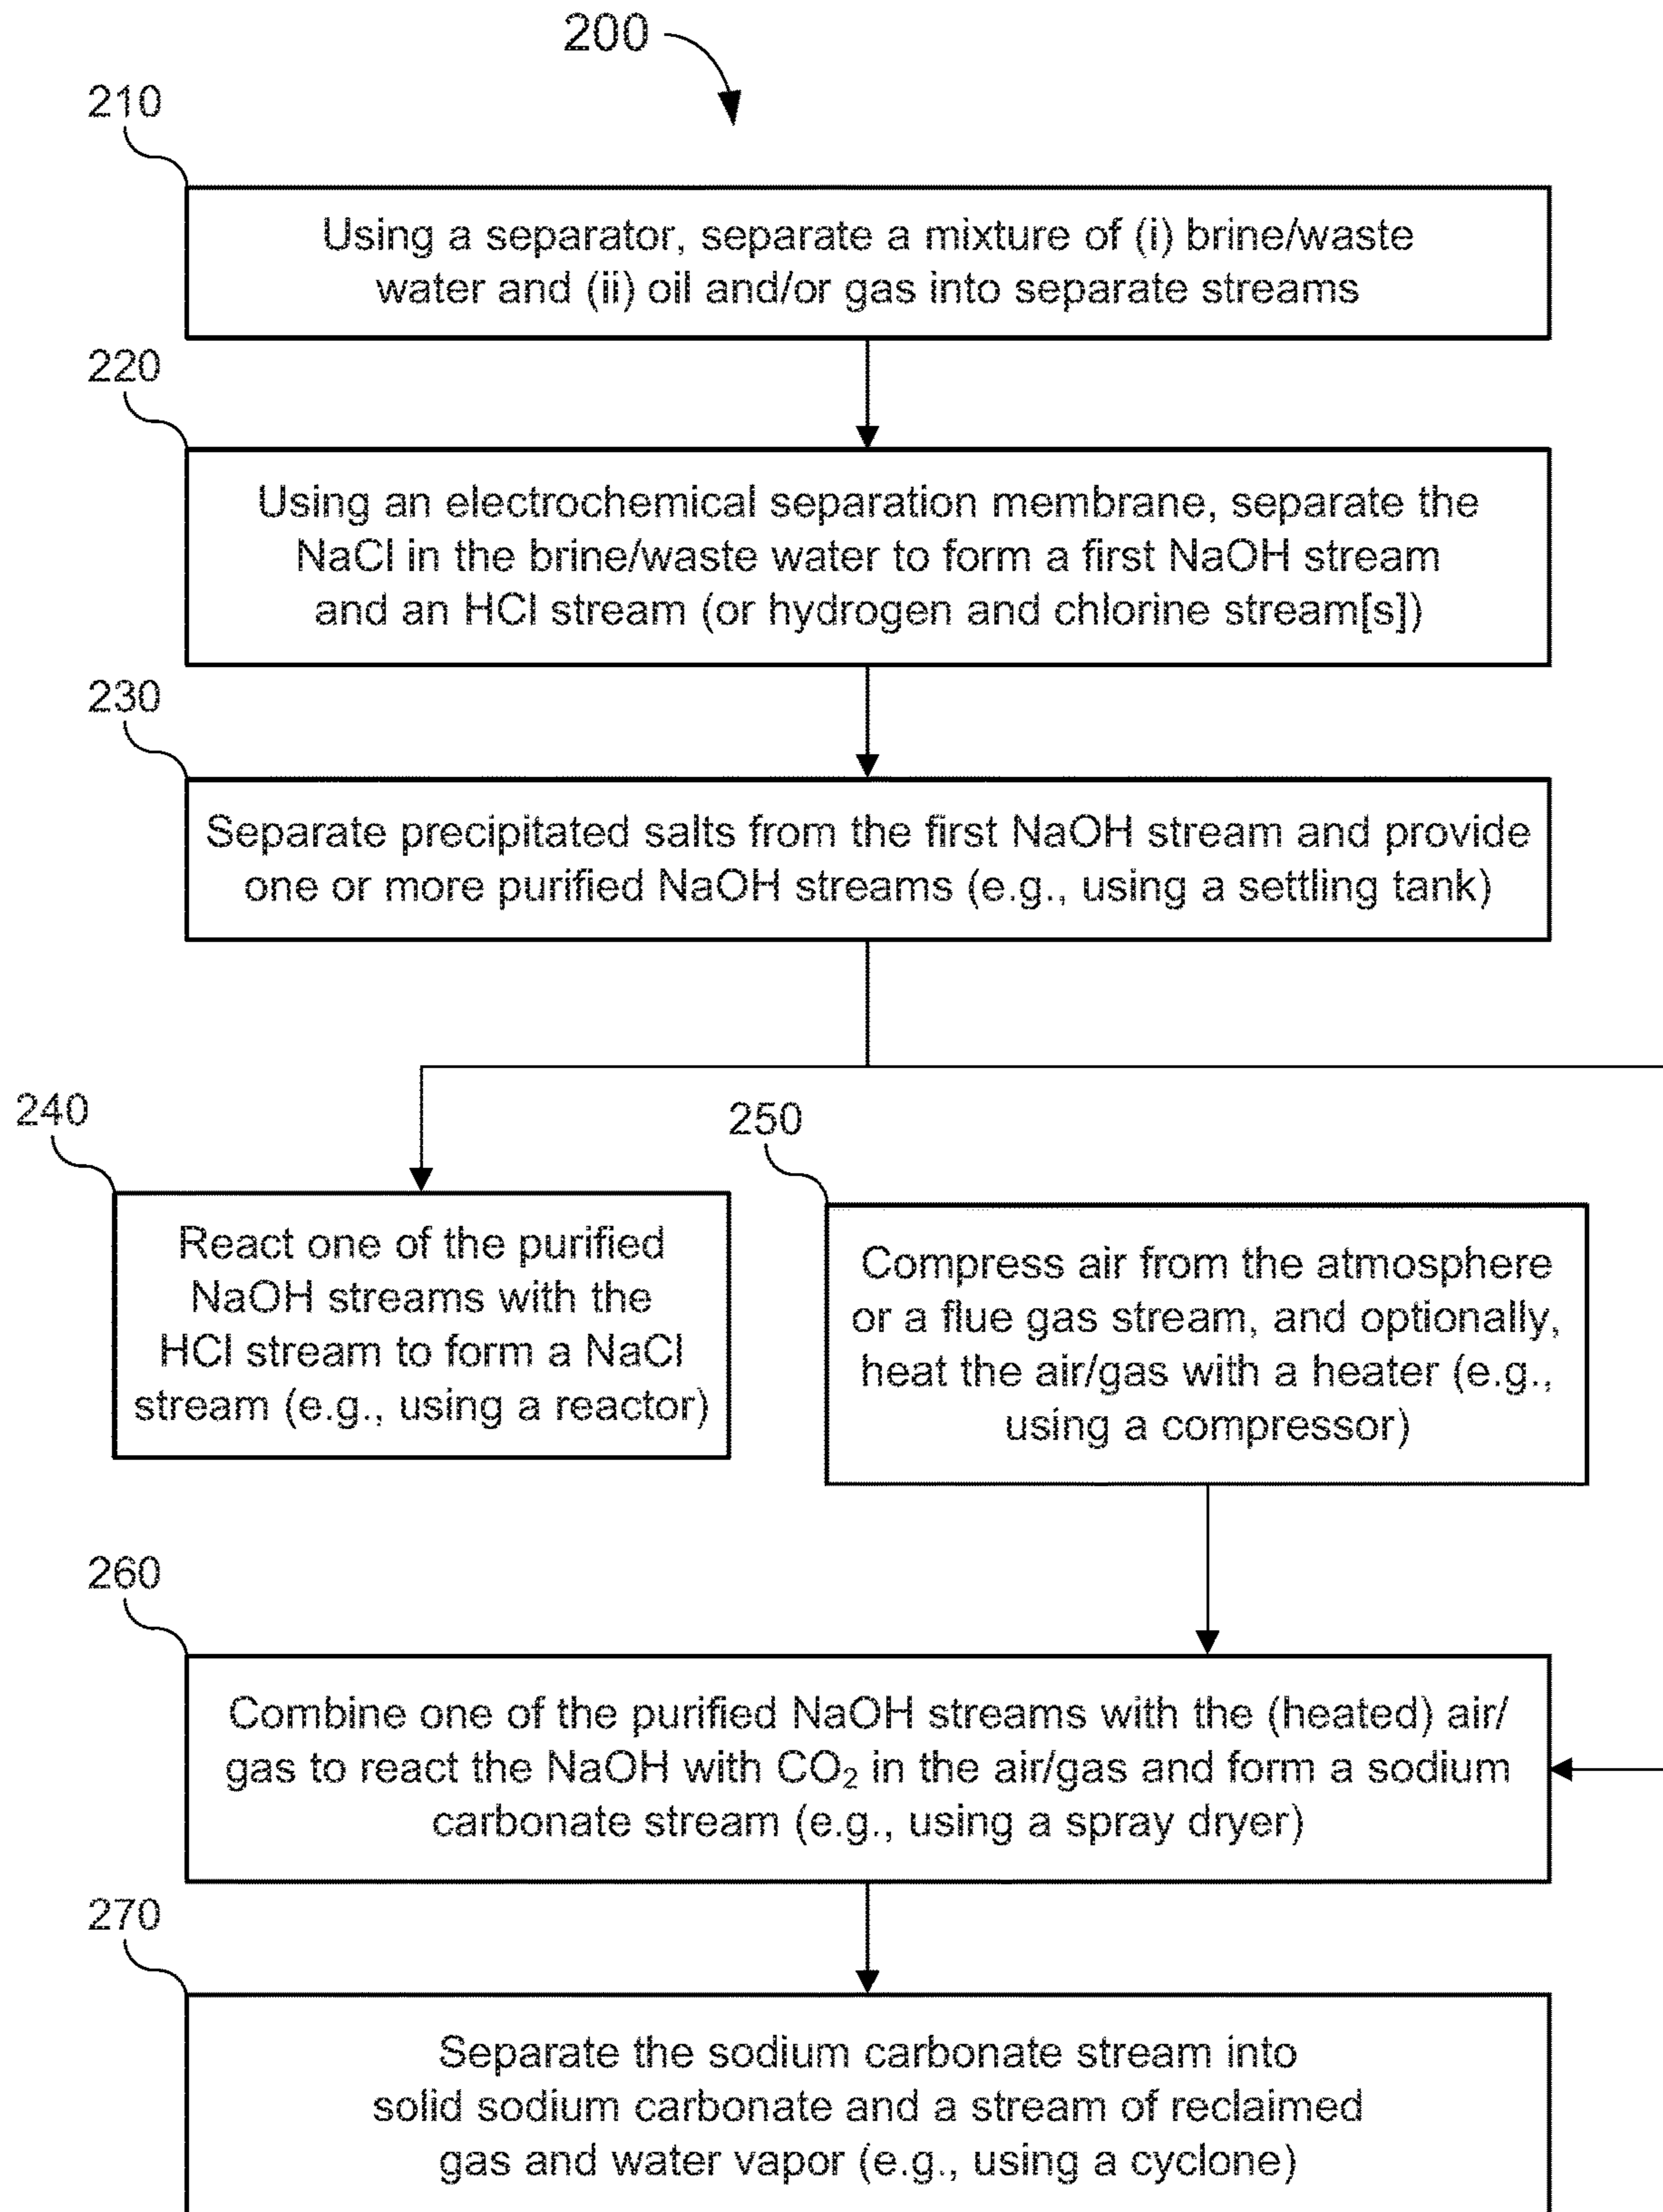 200
210
Using a separator, separate a mixture of (i) brine/waste
water and (ii) oil and/or gas into separate streams
220
Using an electrochemical separation membrane, separate the
NaCl in the brine/waste water to form a first NaOH stream
and an HCl stream (or hydrogen and chlorine stream[s])
230
Separate precipitated salts from the first NaOH stream and provide
one or more purified NaOH streams (e.g., using a settling tank)
240
React one of the purified
NaOH streams with the
HCl stream to form a NaCl
stream (e.g., using a reactor)
250
Compress air from the atmosphere
or a flue gas stream, and optionally,
heat the air/gas with a heater (e.g.,
using a compressor)
260
Combine one of the purified NaOH streams with the (heated) air/
gas to react the NaOH with CO₂ in the air/gas and form a sodium
carbonate stream (e.g., using a spray dryer)
270
Separate the sodium carbonate stream into
solid sodium carbonate and a stream of reclaimed
gas and water vapor (e.g., using a cyclone)